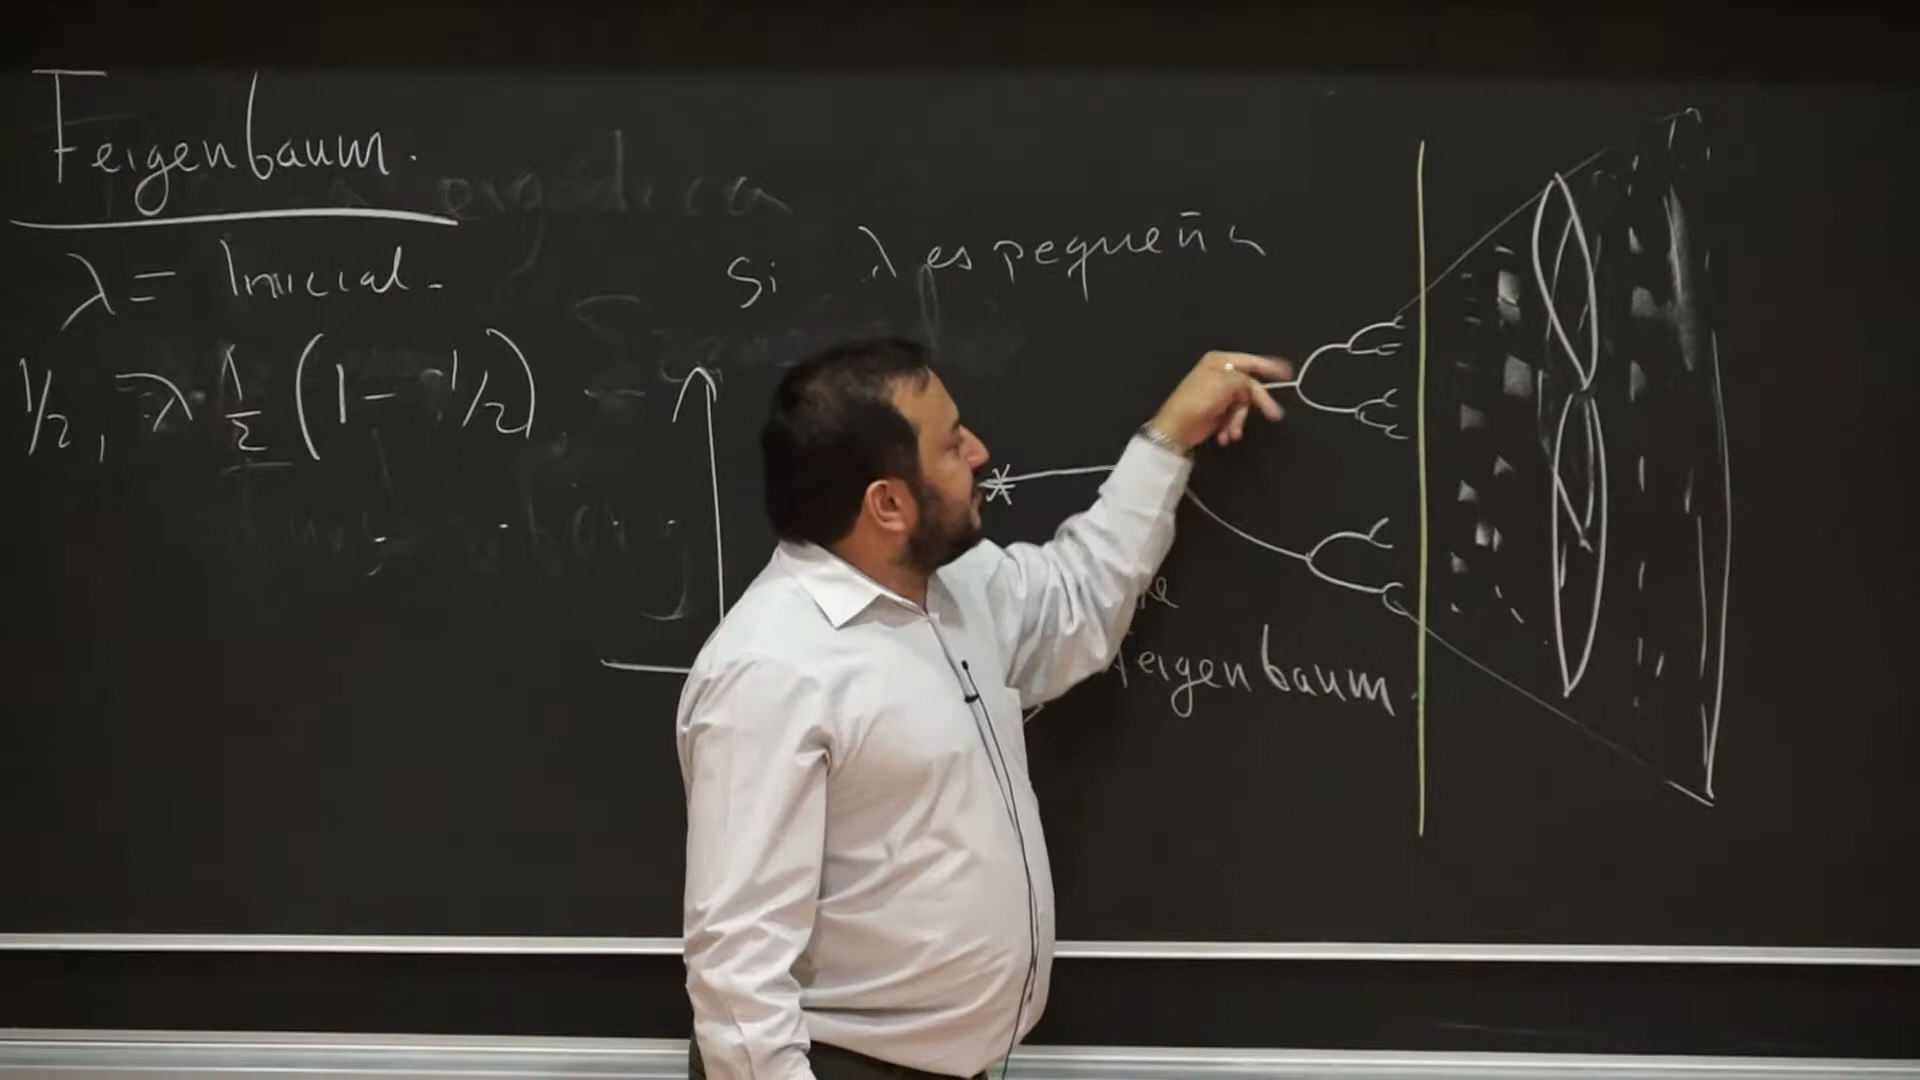 Feigenbaum.
λ = Inicial.
Si λ es pequeña
1/2, λ 1/2 (1 - 1/2)
Feigenbaum